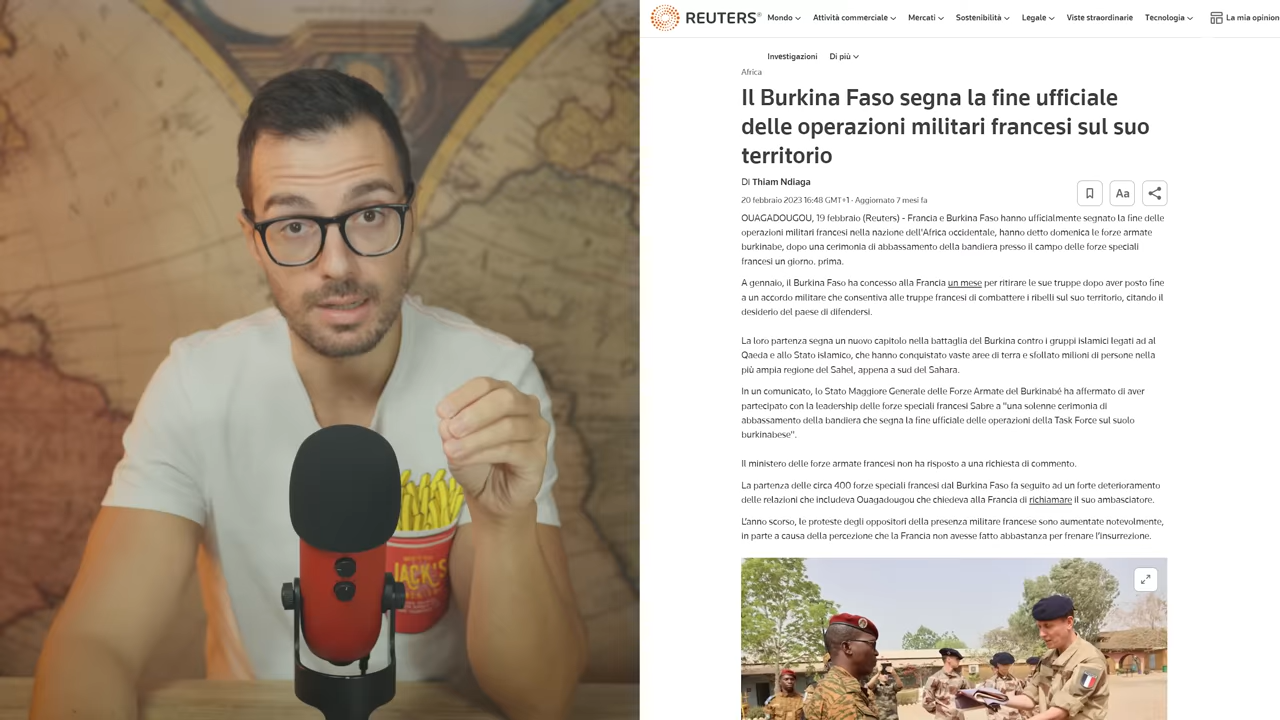 REUTERS®
Mondo
Attività commerciale
Mercati
Sostenibilità
Legale
Viste straordinarie
Tecnologia
La mia opinion
Investigazioni
Di più
Africa
Il Burkina Faso segna la fine ufficiale
delle operazioni militari francesi sul suo
territorio
Di Thiam Ndiaga
20 febbraio 2023 16:48 GMT+1 · Aggiornato 7 mesi fa
Aa
OUAGADOUGOU, 19 febbraio (Reuters) - Francia e Burkina Faso hanno ufficialmente segnato la fine delle
operazioni militari francesi nella nazione dell'Africa occidentale, hanno detto domenica le forze armate
burkinabe, dopo una cerimonia di abbassamento della bandiera presso il campo delle forze speciali
francesi un giorno. prima.
A gennaio, il Burkina Faso ha concesso alla Francia un mese per ritirare le sue truppe dopo aver posto fine
a un accordo militare che consentiva alle truppe francesi di combattere i ribelli sul suo territorio, citando il
desiderio del paese di difendersi.
La loro partenza segna un nuovo capitolo nella battaglia del Burkina contro i gruppi islamici legati ad al
Qaeda e allo Stato islamico, che hanno conquistato vaste aree di terra e sfollato milioni di persone nella
più ampia regione del Sahel, appena a sud del Sahara.
In un comunicato, lo Stato Maggiore Generale delle Forze Armate del Burkinabé ha affermato di aver
partecipato con la leadership delle forze speciali francesi Sabre a "una solenne cerimonia di
abbassamento della bandiera che segna la fine ufficiale delle operazioni della Task Force sul suolo
burkinabese".
Il ministero delle forze armate francesi non ha risposto a una richiesta di commento.
La partenza delle circa 400 forze speciali francesi dal Burkina Faso fa seguito ad un forte deterioramento
delle relazioni che includeva Ouagadougou che chiedeva alla Francia di richiamare il suo ambasciatore.
L'anno scorso, le proteste degli oppositori della presenza militare francese sono aumentate notevolmente,
in parte a causa della percezione che la Francia non avesse fatto abbastanza per frenare l'insurrezione.
JACK'S